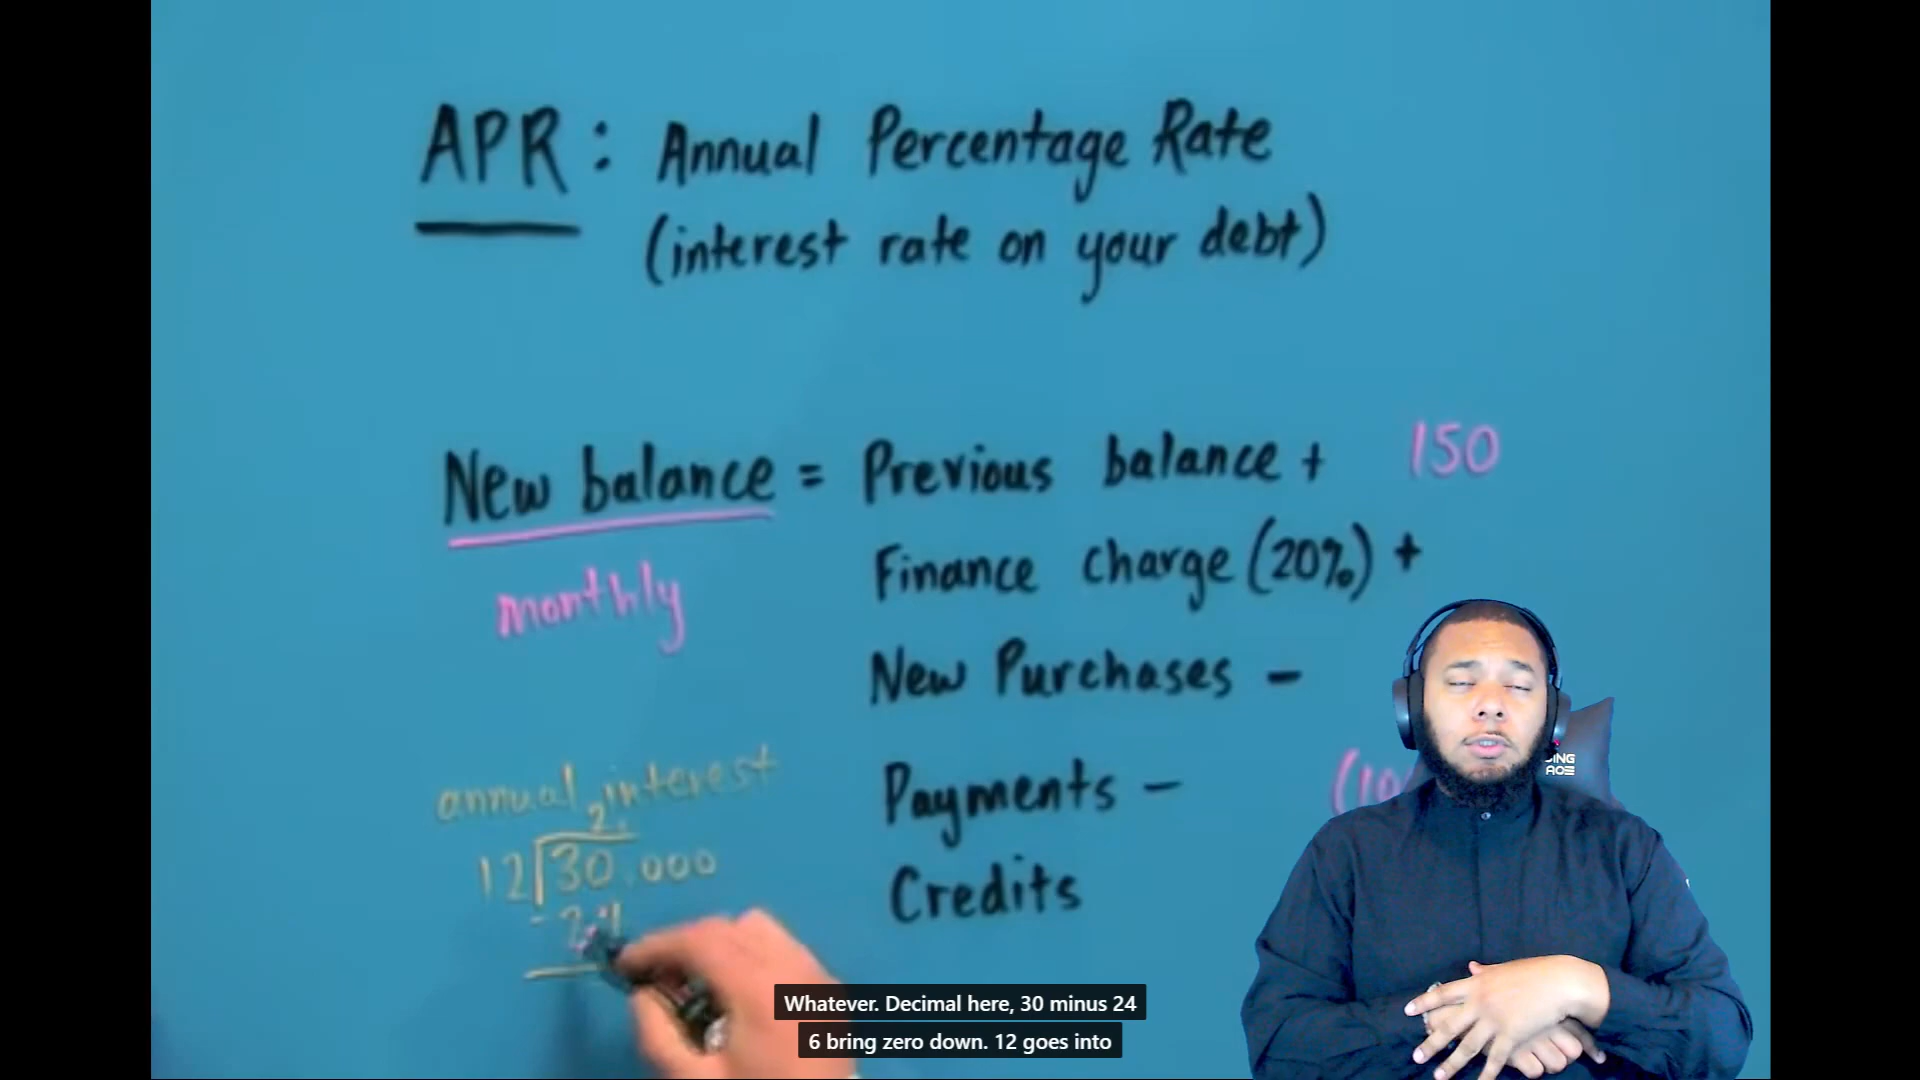 APR: Annual Percentage Rate
(interest rate on your debt)
New balance = Previous balance + 150
monthly
Finance charge (20%) +
New Purchases -
Payments -
Credits
annual interest
2.
12 30.000
- 24
Whatever. Decimal here, 30 minus 24
6 bring zero down. 12 goes into